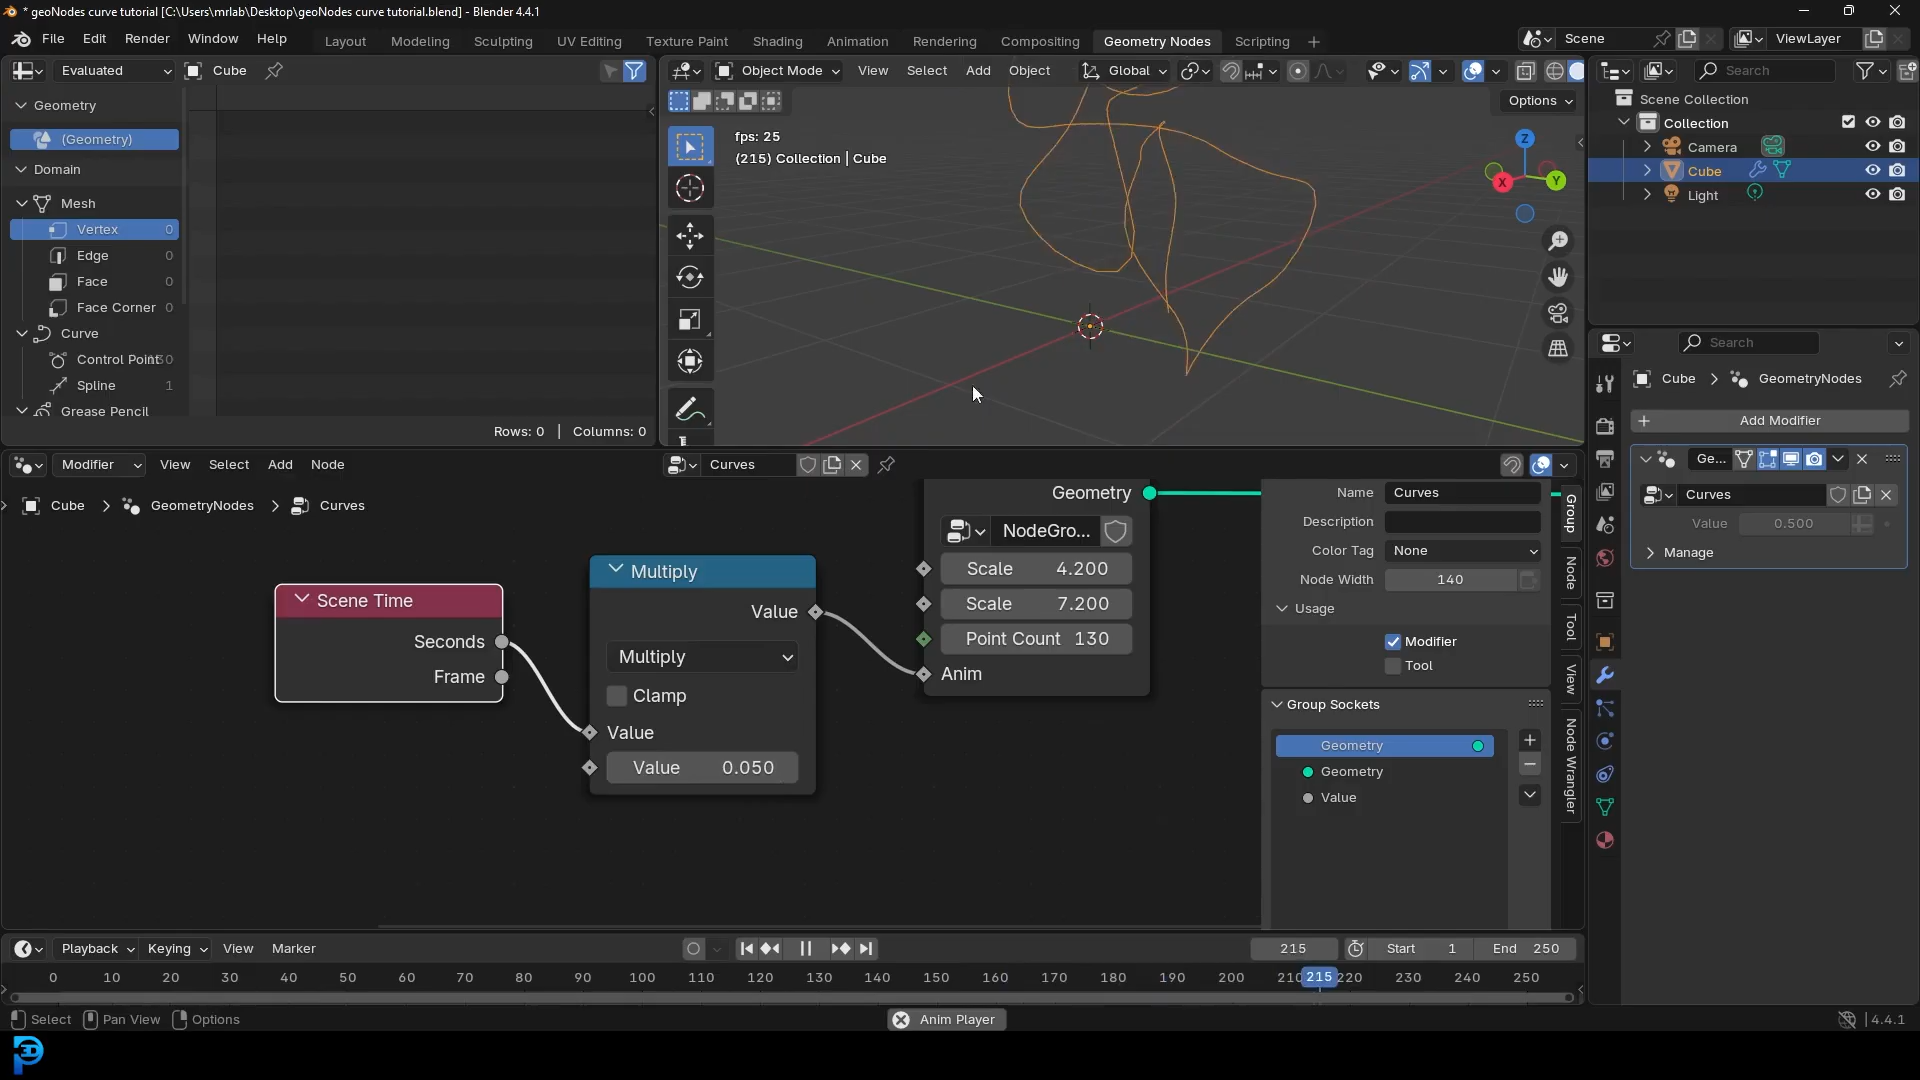 * geoNodes curve tutorial [C:\Users\mrlab\Desktop\geoNodes curve tutorial.blend] - Blender 4.4.1
File Edit Render Window Help
Layout Modeling Sculpting UV Editing Texture Paint Shading Animation Rendering Compositing Geometry Nodes Scripting +
Scene
ViewLayer
Evaluated
Cube
Geometry
(Geometry)
Domain
Mesh
Vertex 0
Edge 0
Face 0
Face Corner 0
Curve
Control Point 130
Spline 1
Grease Pencil
Rows: 0 | Columns: 0
Object Mode View Select Add Object
Global
Options
fps: 25
(215) Collection | Cube
Z
X
Y
Search
Scene Collection
Collection
Camera
Cube
Light
Search
Cube > GeometryNodes
+ Add Modifier
Ge...
Curves
Value 0.500
Manage
Modifier View Select Add Node
Curves
Cube > GeometryNodes > Curves
Scene Time
Seconds
Frame
Multiply
Value
Multiply
Clamp
Value
Value 0.050
Geometry
NodeGro...
Scale 4.200
Scale 7.200
Point Count 130
Anim
Name Curves
Description
Color Tag None
Node Width 140
Usage
Modifier
Tool
Group Sockets
Geometry
Geometry
Value
Group
Node
Tool
View
Node Wrangler
Playback Keying View Marker
215
Start 1
End 250
0 10 20 30 40 50 60 70 80 90 100 110 120 130 140 150 160 170 180 190 200 210 215 220 230 240 250
Select Pan View Options
Anim Player
4.4.1